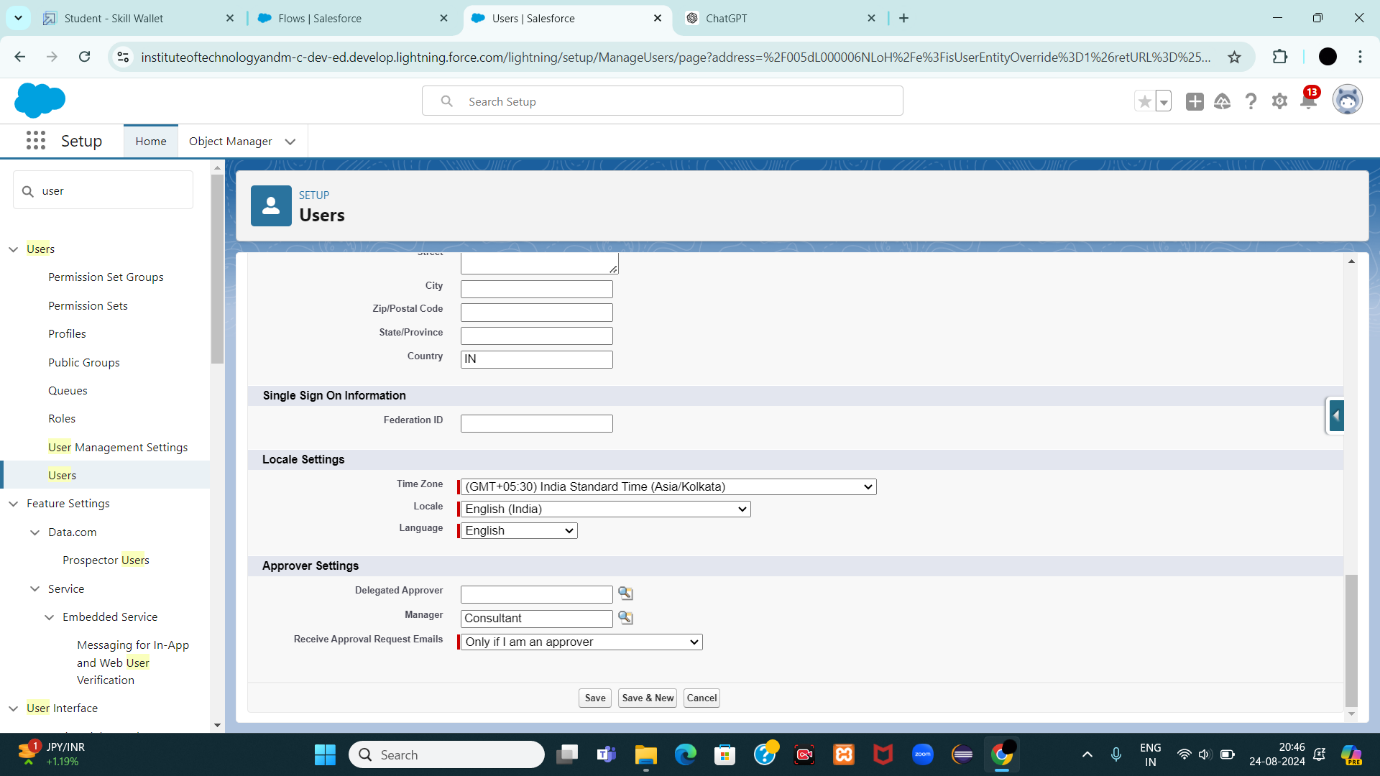 Student - Skill Wallet
Flows | Salesforce
Users | Salesforce
ChatGPT
instituteoftechnologyandm-c-dev-ed.develop.lightning.force.com/lightning/setup/ManageUsers/page?address=%2F005dL000006NLoH%2Fe%3FisUserEntityOverride%3D1%26retURL%3D%25...
Search Setup
13
Setup
Home
Object Manager
user
Users
Permission Set Groups
Permission Sets
Profiles
Public Groups
Queues
Roles
User Management Settings
Users
Feature Settings
Data.com
Prospector Users
Service
Embedded Service
Messaging for In-App
and Web User
Verification
User Interface
SETUP
Users
Street
City
Zip/Postal Code
State/Province
Country IN
Single Sign On Information
Federation ID
Locale Settings
Time Zone (GMT+05:30) India Standard Time (Asia/Kolkata)
Locale English (India)
Language English
Approver Settings
Delegated Approver
Manager Consultant
Receive Approval Request Emails Only if I am an approver
Save Save & New Cancel
1
JPY/INR
+1.19%
Search
zoom
ENG
IN
20:46
24-08-2024
PRE